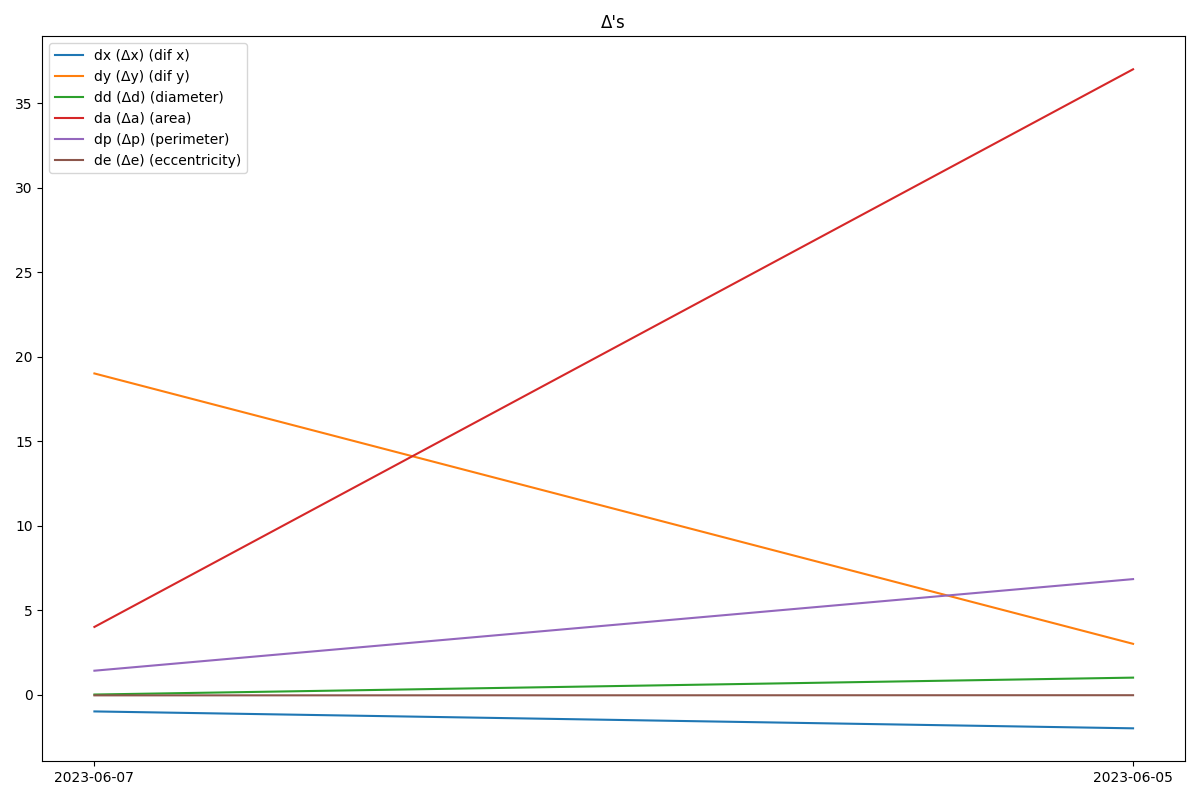 Δ's
dx (Δx) (dif x)
dy (Δy) (dif y)
dd (Δd) (diameter)
da (Δa) (area)
dp (Δp) (perimeter)
de (Δe) (eccentricity)
35
30
25
20
15
10
5
0
2023-06-07 2023-06-05